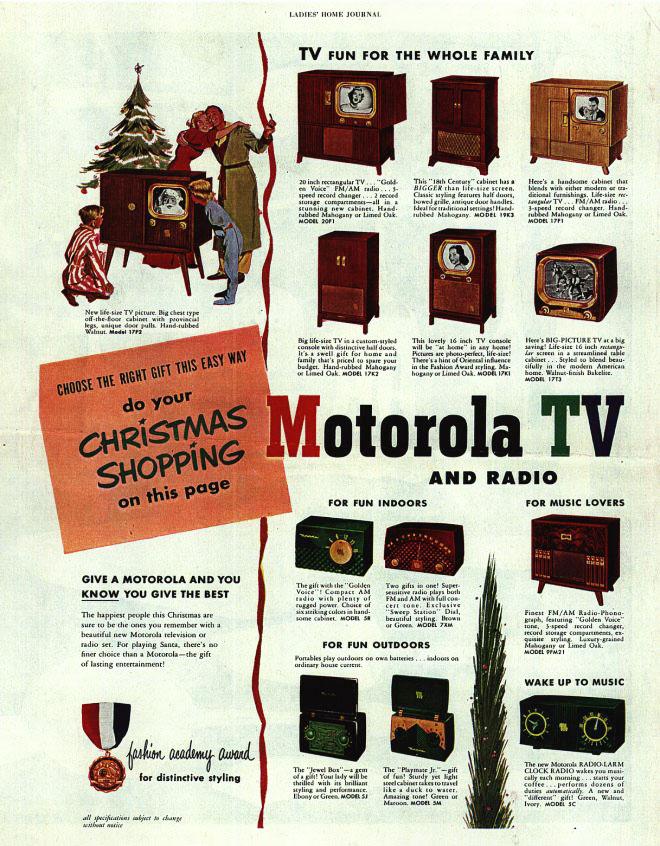 LADIES' HOME JOURNAL
TV FUN FOR THE WHOLE FAMILY
20 inch rectangular TV... "Gold-
en Voice" FM/AM radio... 3-
speed record changer... 2 record
storage compartments—all in a
stunning new cabinet. Hand-
rubbed Mahogany or Limed Oak.
MODEL 20F1
This "18th Century" cabinet has a
BIGGER than life-size screen.
Classic styling features half doors,
bowed grille, antique door handles.
Ideal for traditional settings! Hand-
rubbed Mahogany. MODEL 19K3
Here's a handsome cabinet that
blends with either modern or tra-
ditional furnishings. Life-size rec-
tangular TV... FM/AM radio...
3-speed record changer. Hand-
rubbed Mahogany or Limed Oak.
MODEL 17F1
New life-size TV picture. Big chest type
off-the-floor cabinet with provincial
legs, unique door pulls. Hand-rubbed
Walnut. Model 17F2
Big life-size TV in a custom-styled
console with distinctive half doors.
It's a swell gift for home and
family that's priced to spare your
budget. Hand-rubbed Mahogany
or Limed Oak. MODEL 17K2
This lovely 16 inch TV console
will be "at home" in any home!
Pictures are photo-perfect, life-size!
There's a hint of Oriental influence
in the Fashion Award styling. Ma-
hogany or Limed Oak. MODEL 17K1
Here's BIG-PICTURE TV at a big
saving! Life-size 16 inch rectangu-
lar screen in a streamlined table
cabinet... Styled to blend beau-
tifully in the modern American
home. Walnut-finish Bakelite.
MODEL 17T3
CHOOSE THE RIGHT GIFT THIS EASY WAY
do your
CHRISTMAS
SHOPPING
on this page
Motorola TV
AND RADIO
FOR FUN INDOORS
The gift with the "Golden
Voice"! Compact AM
radio with plenty of
rugged power. Choice of
six striking colors in hand-
some cabinet. MODEL 5R
Two gifts in one! Super-
sensitive radio plays both
FM and AM with full con-
cert tone. Exclusive
"Sweep Station" Dial,
beautiful styling. Brown
or Green. MODEL 7XM
FOR MUSIC LOVERS
Finest FM/AM Radio-Phono-
graph, featuring "Golden Voice"
tone, 3-speed record changer,
record storage compartments, ex-
quisite styling. Luxury-grained
Mahogany or Limed Oak.
MODEL 9FM21
GIVE A MOTOROLA AND YOU
KNOW YOU GIVE THE BEST
The happiest people this Christmas are
sure to be the ones you remember with a
beautiful new Motorola television or
radio set. For playing Santa, there's no
finer choice than a Motorola—the gift
of lasting entertainment!
FOR FUN OUTDOORS
Portables play outdoors on own batteries... indoors on
ordinary house current.
The "Jewel Box"—a gem
of a gift! Your lady will be
thrilled with its brilliant
styling and performance.
Ebony or Green. MODEL 5J
The "Playmate Jr."—gift
of fun! Sturdy yet light
steel cabinet takes to travel
like a duck to water.
Amazing tone! Green or
Maroon. MODEL 5M
WAKE UP TO MUSIC
The new Motorola RADIO-LARM
CLOCK RADIO wakes you musi-
cally each morning... starts your
coffee... performs dozens of
duties automatically. A new and
"different" gift! Green, Walnut,
Ivory. MODEL 5C
fashion academy award
for distinctive styling
all specifications subject to change
without notice